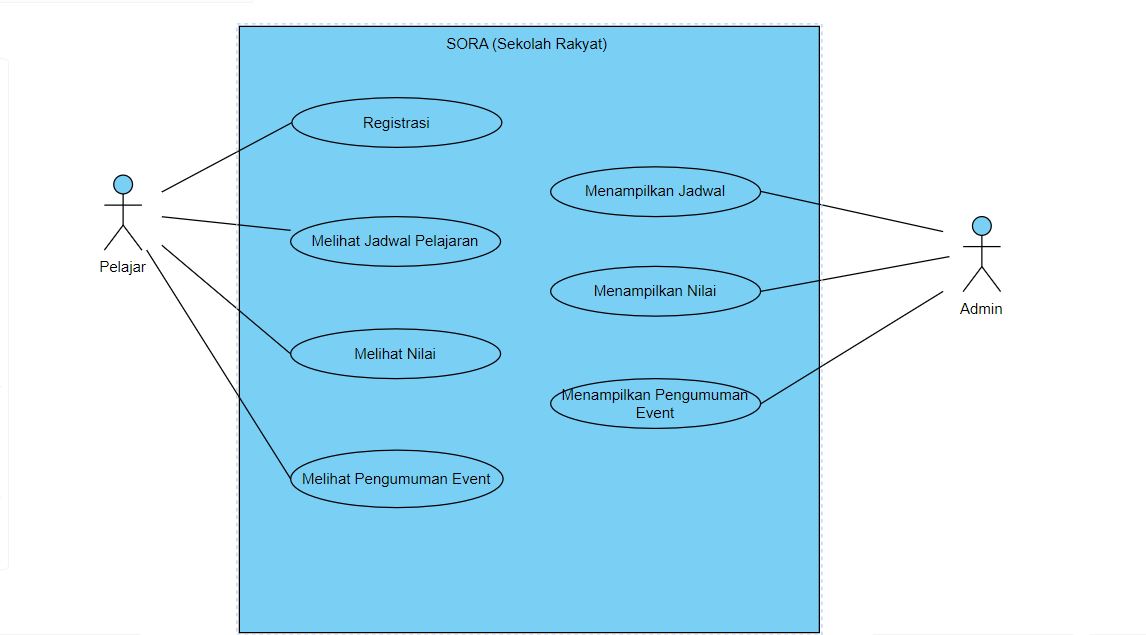 SORA (Sekolah Rakyat)
Registrasi
Melihat Jadwal Pelajaran
Melihat Nilai
Melihat Pengumuman Event
Menampilkan Jadwal
Menampilkan Nilai
Menampilkan Pengumuman
Event
Pelajar
Admin